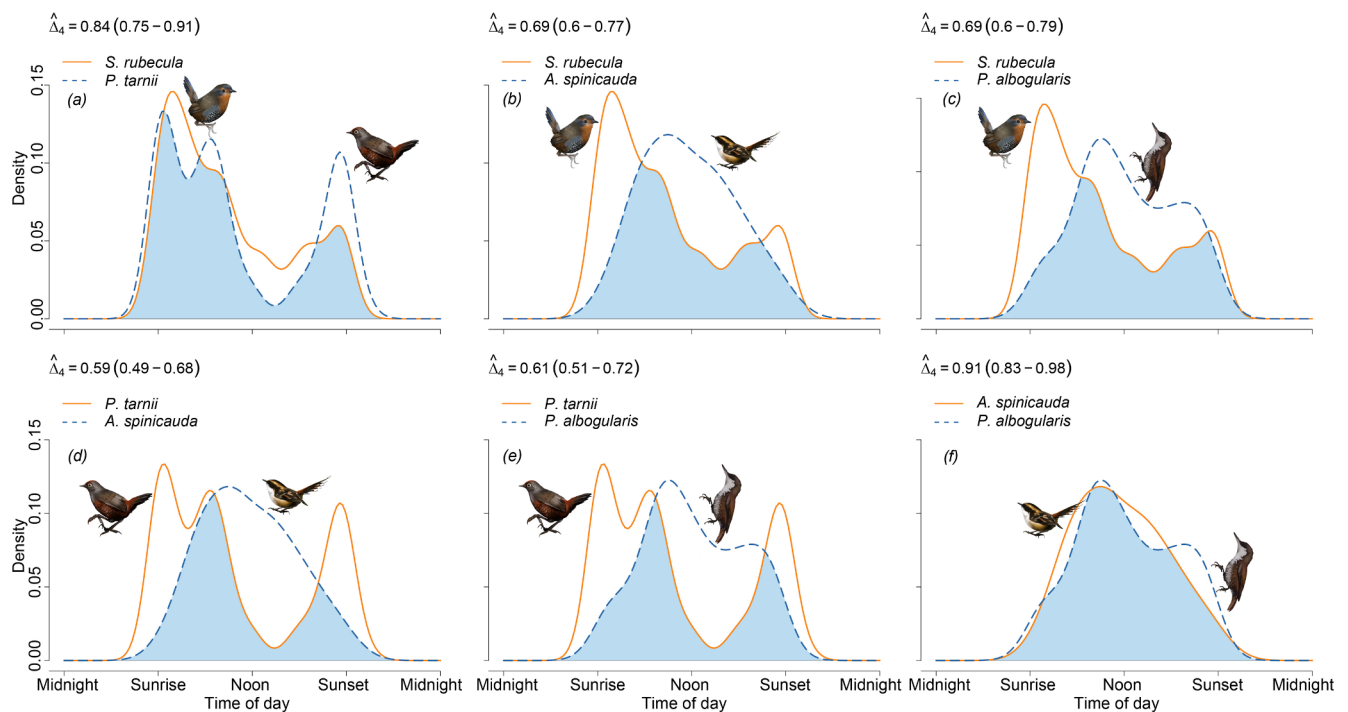 Δ̂₄ = 0.84 (0.75 − 0.91)
S. rubecula
P. tarnii
(a)
Δ̂₄ = 0.69 (0.6 − 0.77)
S. rubecula
A. spinicauda
(b)
Δ̂₄ = 0.69 (0.6 − 0.79)
S. rubecula
P. albogularis
(c)
Density
0.15
0.10
0.05
0.00
Δ̂₄ = 0.59 (0.49 − 0.68)
P. tarnii
A. spinicauda
(d)
Δ̂₄ = 0.61 (0.51 − 0.72)
P. tarnii
P. albogularis
(e)
Δ̂₄ = 0.91 (0.83 − 0.98)
A. spinicauda
P. albogularis
(f)
Density
0.15
0.10
0.05
0.00
Midnight Sunrise Noon Sunset Midnight
Time of day
Midnight Sunrise Noon Sunset Midnight
Time of day
Midnight Sunrise Noon Sunset Midnight
Time of day